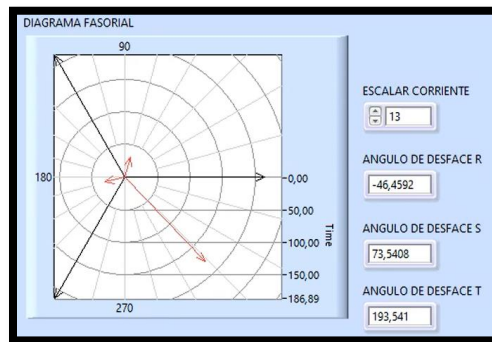 DIAGRAMA FASORIAL
90
180
270
0,00
50,00
100,00
150,00
186,89
Time
ESCALAR CORRIENTE
13
ANGULO DE DESFACE R
-46,4592
ANGULO DE DESFACE S
73,5408
ANGULO DE DESFACE T
193,541